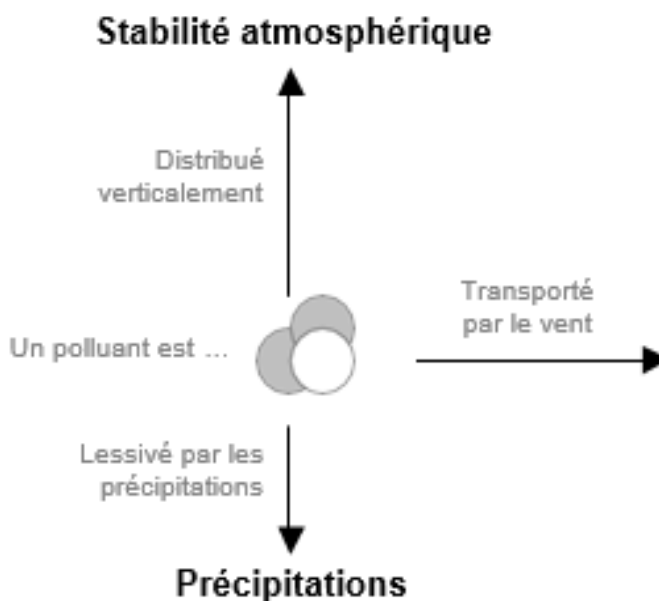 Stabilité atmosphérique
Distribué
verticalement
Transporté
par le vent
Un polluant est ...
Lessivé par les
précipitations
Précipitations